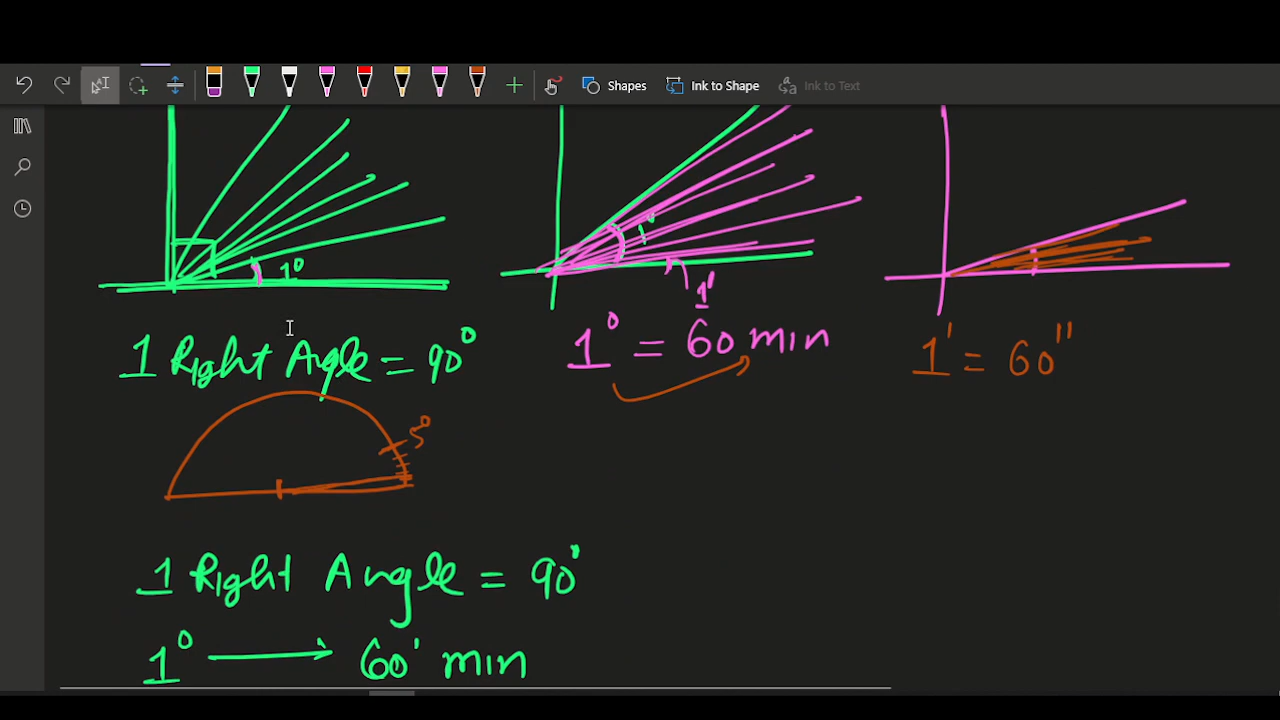 Shapes
Ink to Shape
Ink to Text
1°
1°
1'
1 Right Angle = 90°
1° = 60 min
1' = 60"
5°
1 Right Angle = 90°
1° → 60' min